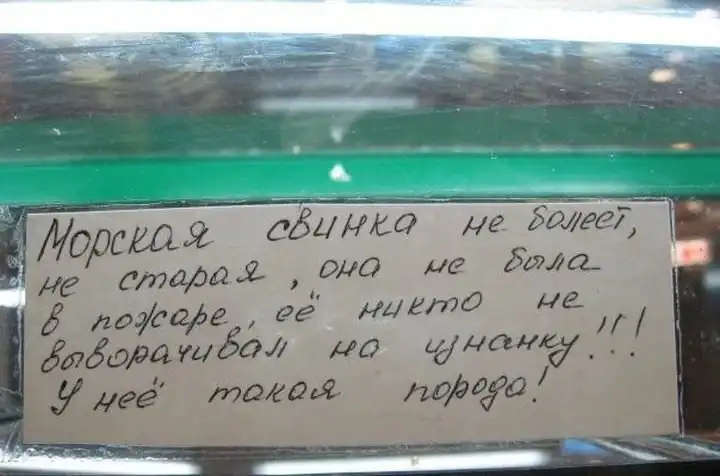 Морская свинка не болеет,
не старая, она не была
в пожаре, её никто не
выворачивал на изнанку!!!
У неё такая порода!